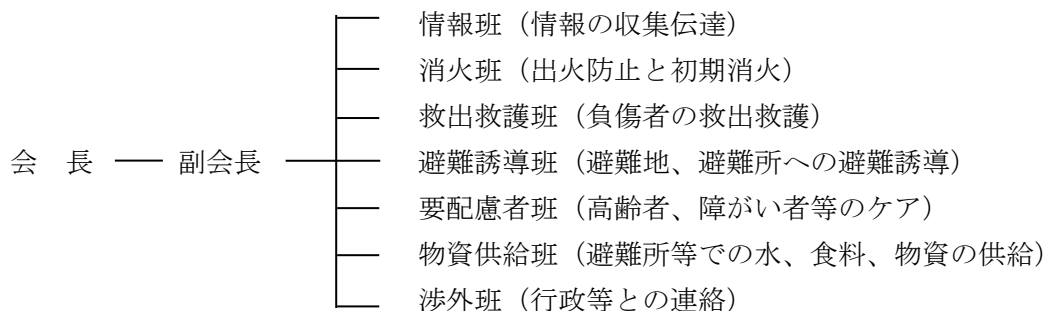 情報班（情報の収集伝達）
消火班（出火防止と初期消火）
救出救護班（負傷者の救出救護）
会　長　副会長　避難誘導班（避難地、避難所への避難誘導）
要配慮者班（高齢者、障がい者等のケア）
物資供給班（避難所等での水、食料、物資の供給）
渉外班（行政等との連絡）